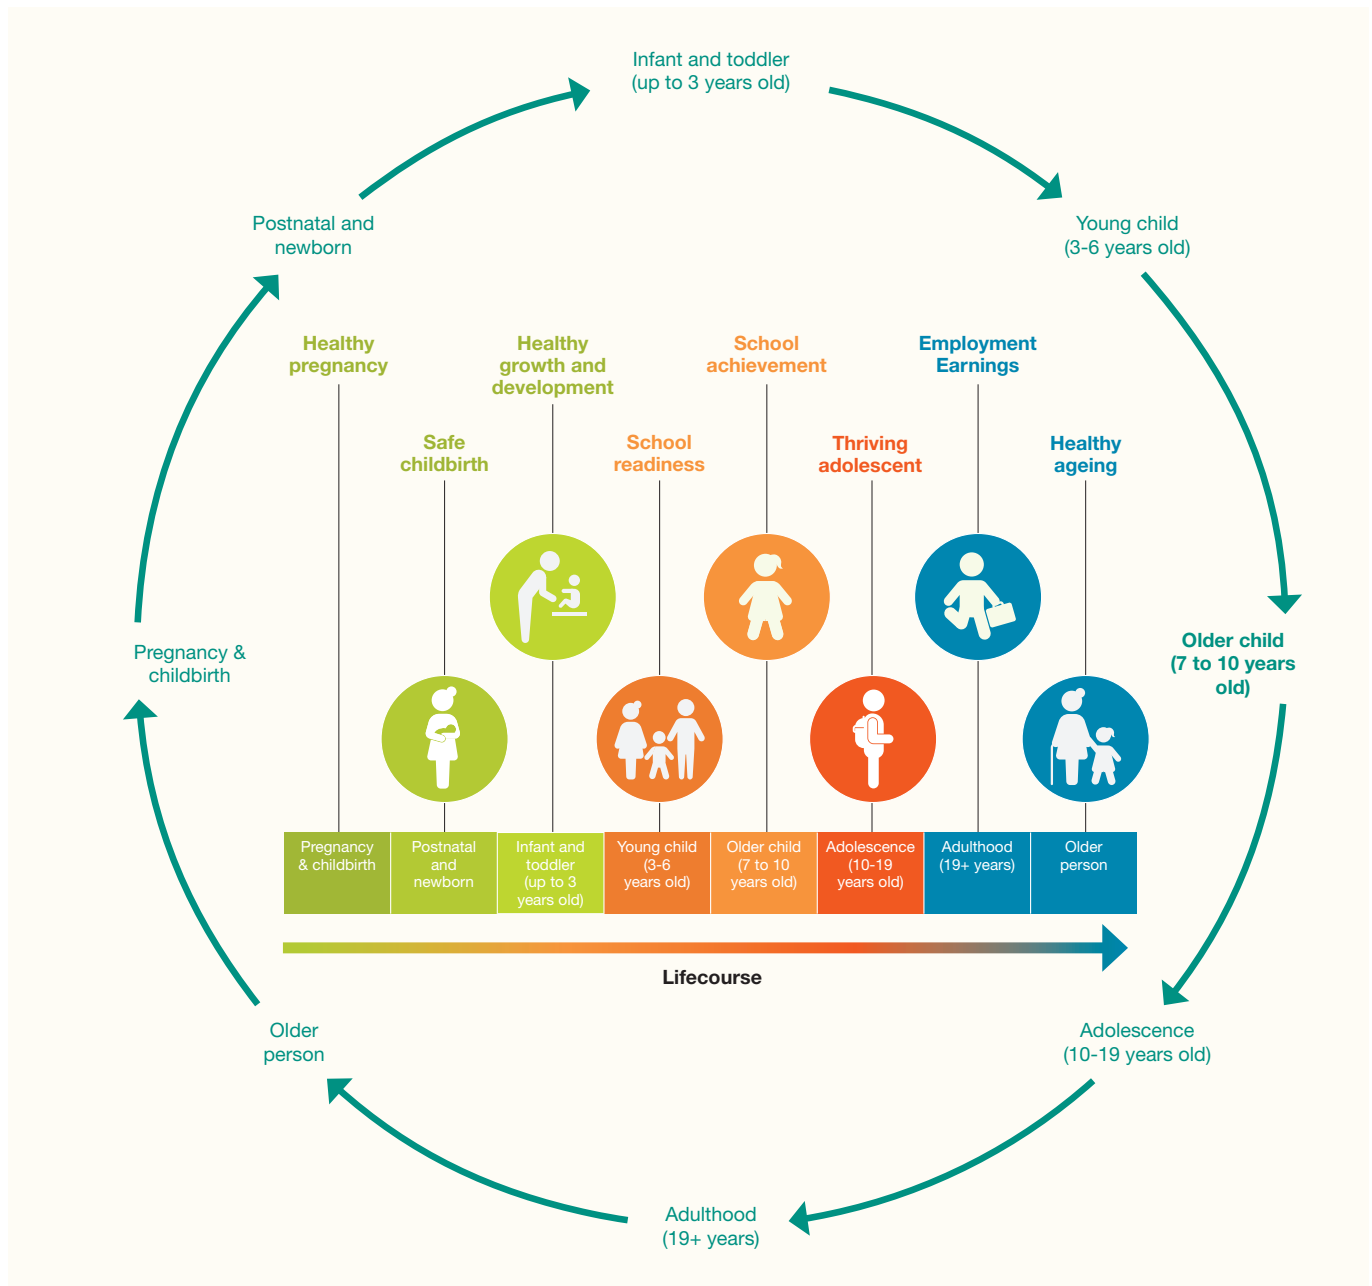 Infant and toddler
(up to 3 years old)
Postnatal and
newborn
Young child
(3-6 years old)
Healthy
pregnancy
Healthy
growth and
development
School
achievement
Employment
Earnings
Safe
childbirth
School
readiness
Thriving
adolescent
Healthy
ageing
Pregnancy &
childbirth
Older child
(7 to 10 years
old)
Pregnancy
& childbirth
Postnatal
and
newborn
Infant and
toddler
(up to 3
years old)
Young child
(3-6
years old)
Older child
(7 to 10
years old)
Adolescence
(10-19
years old)
Adulthood
(19+ years)
Older
person
Lifecourse
Older
person
Adolescence
(10-19 years old)
Adulthood
(19+ years)